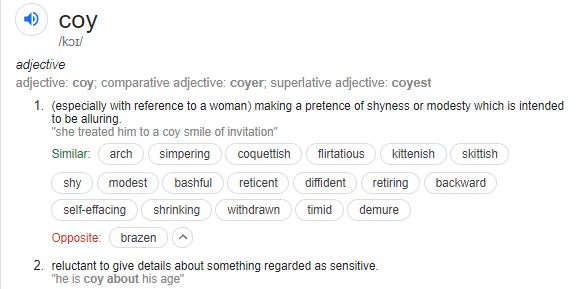 coy
/kɔɪ/
adjective
adjective: coy; comparative adjective: coyer; superlative adjective: coyest
1. (especially with reference to a woman) making a pretence of shyness or modesty which is intended
to be alluring.
"she treated him to a coy smile of invitation"
Similar: arch simpering coquettish flirtatious kittenish skittish
shy modest bashful reticent diffident retiring backward
self-effacing shrinking withdrawn timid demure
Opposite: brazen
2. reluctant to give details about something regarded as sensitive.
"he is coy about his age"